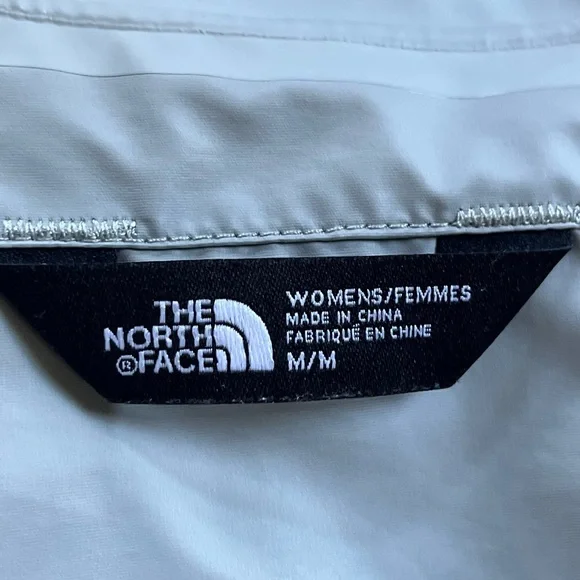 THE
NORTH
® FACE
WOMENS/FEMMES
MADE IN CHINA
FABRIQUÉ EN CHINE
M/M